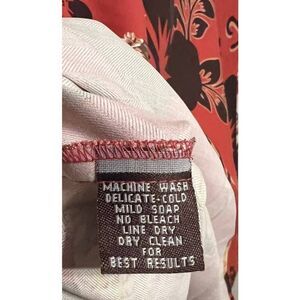 MACHINE WASH
DELICATE-COLD
MILD SOAP
NO BLEACH
LINE DRY
DRY CLEAN
FOR
BEST RESULTS